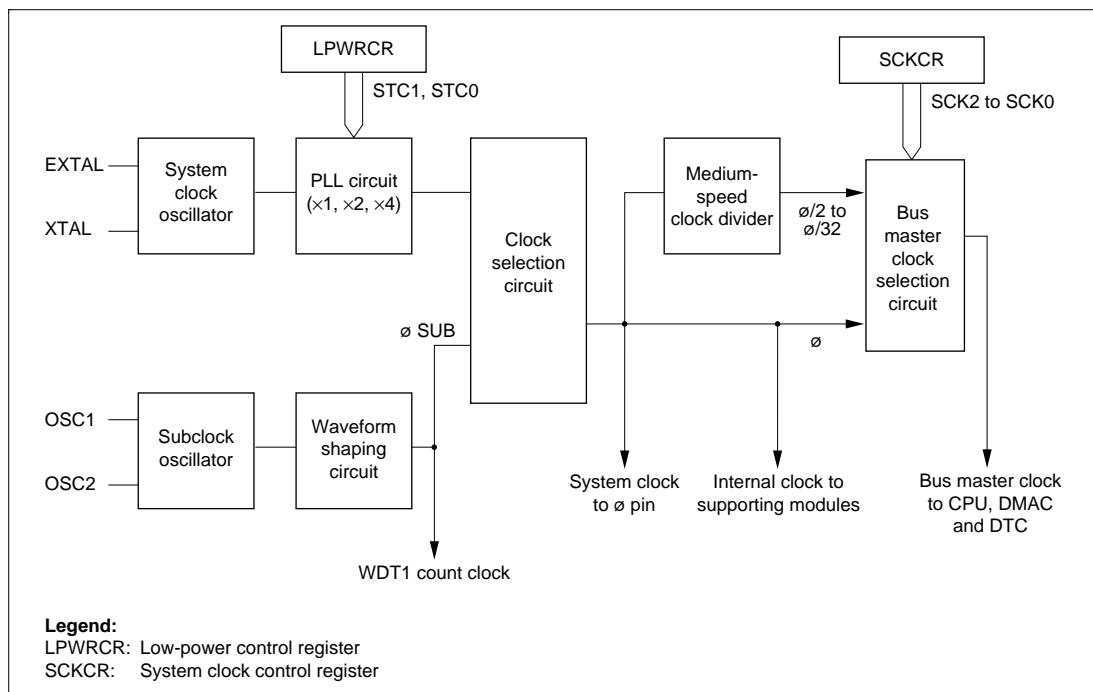 LPWRCR
STC1, STC0
SCKCR
SCK2 to SCK0
EXTAL
XTAL
System
clock
oscillator
PLL circuit
(×1, ×2, ×4)
Clock
selection
circuit
Medium-
speed
clock divider
ø/2 to
ø/32
Bus
master
clock
selection
circuit
ø SUB
ø
OSC1
OSC2
Subclock
oscillator
Waveform
shaping
circuit
System clock
to ø pin
Internal clock to
supporting modules
Bus master clock
to CPU, DMAC
and DTC
WDT1 count clock
Legend:
LPWRCR: Low-power control register
SCKCR: System clock control register